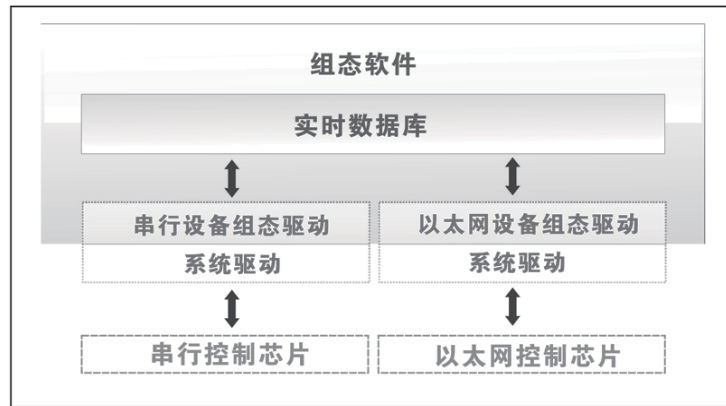 组态软件
实时数据库
串行设备组态驱动
以太网设备组态驱动
系统驱动
系统驱动
串行控制芯片
以太网控制芯片